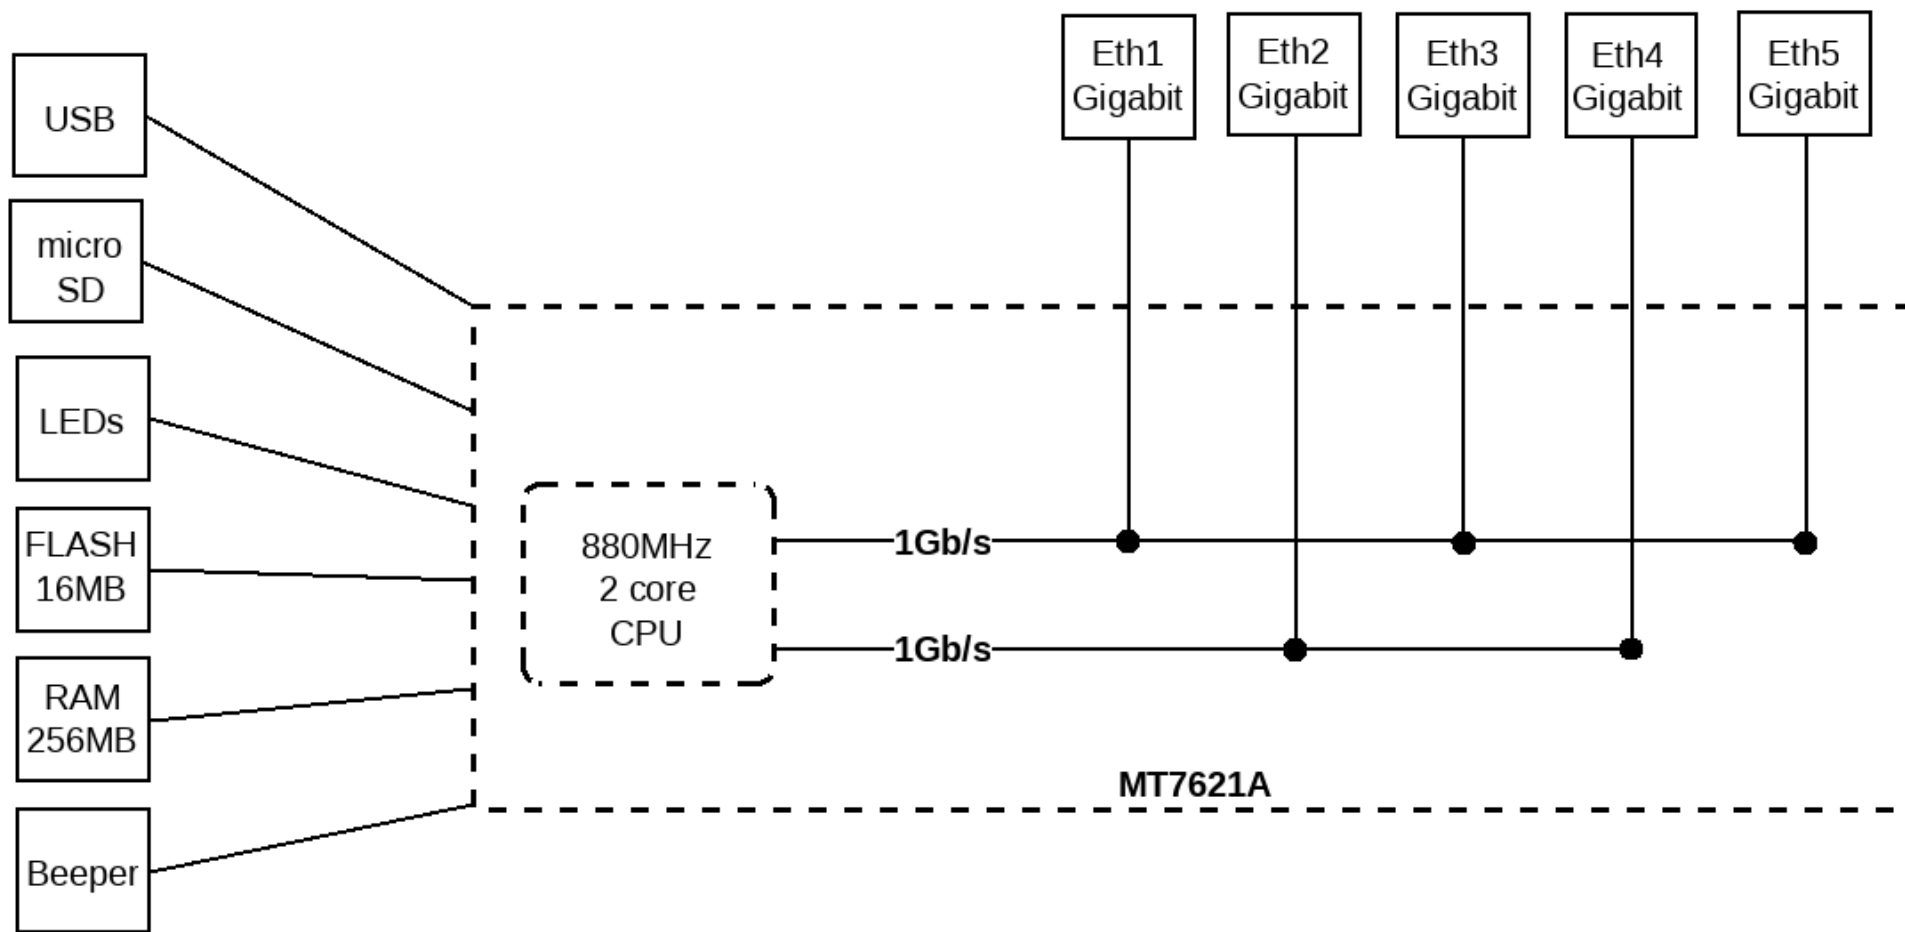 USB
micro
SD
LEDs
FLASH
16MB
RAM
256MB
Beeper
Eth1
Gigabit
Eth2
Gigabit
Eth3
Gigabit
Eth4
Gigabit
Eth5
Gigabit
880MHz
2 core
CPU
1Gb/s
1Gb/s
MT7621A